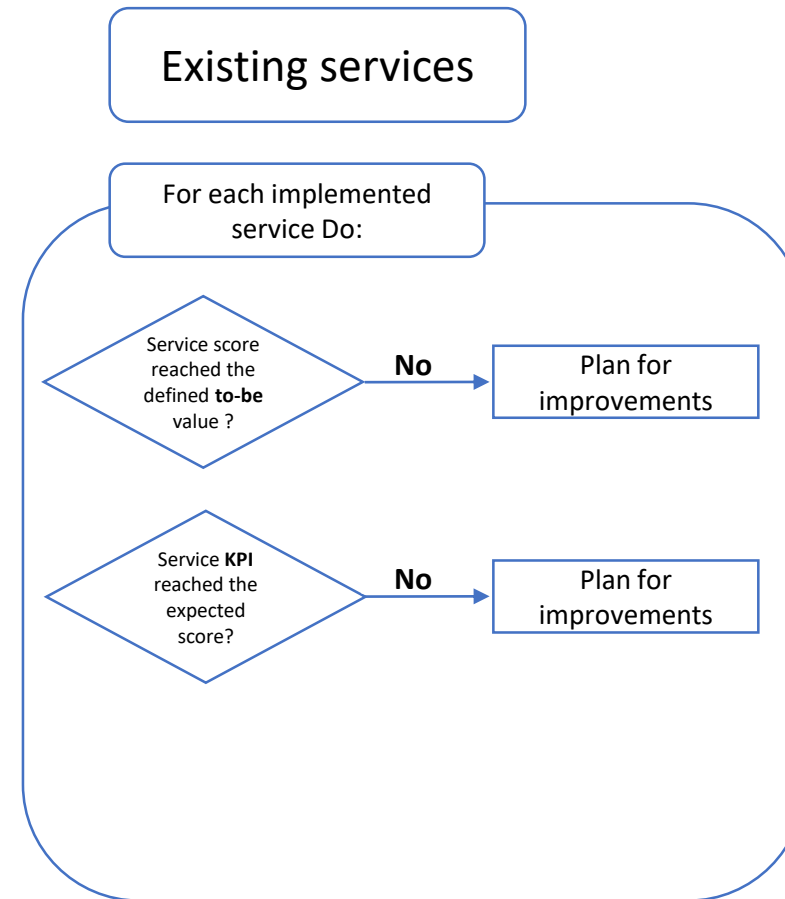 Existing services
For each implemented
service Do:
Service score
reached the
defined to-be
value ?
No
Plan for
improvements
Service KPI
reached the
expected
score?
No
Plan for
improvements